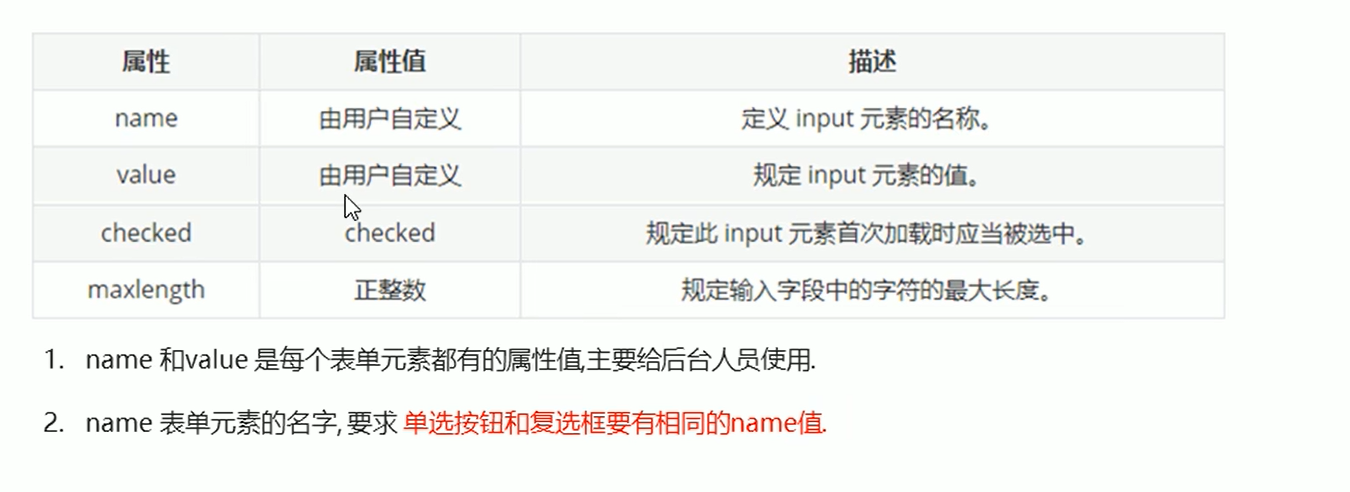 属性 属性值 描述
name 由用户自定义 定义 input 元素的名称。
value 由用户自定义 规定 input 元素的值。
checked checked 规定此 input 元素首次加载时应当被选中。
maxlength 正整数 规定输入字段中的字符的最大长度。
1. name 和value 是每个表单元素都有的属性值,主要给后台人员使用.
2. name 表单元素的名字, 要求 单选按钮和复选框要有相同的name值.